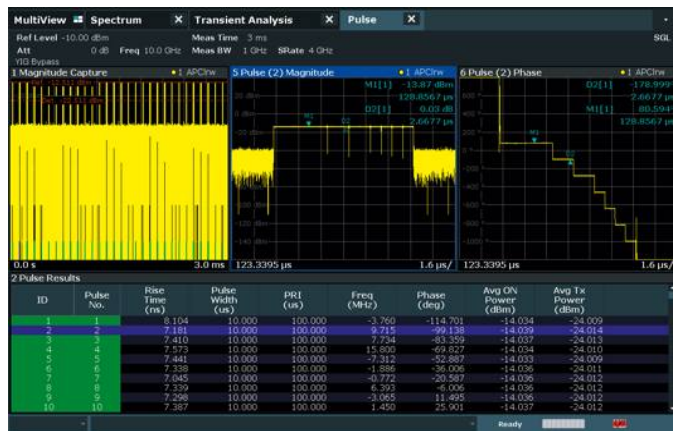 MultiView Spectrum X Transient Analysis X Pulse X
Ref Level -10.00 dBm Meas Time 3 ms SGL
Att 0 dB Freq 10.0 GHz Meas BW 1 GHz SRate 4 GHz
YIG Bypass
1 Magnitude Capture 1 APClrw
5 Pulse (2) Magnitude 1 APClrw
6 Pulse (2) Phase 1 APClrw
M1[1] -13.87 dBm
128.8567 µs
D2[1] 0.03 dB
2.6677 µs
D2[1] -178.999°
2.6677 µs
M1[1] 80.594°
128.8567 µs
M1
D2
M1
D2
0.0 s 3.0 ms
123.3395 µs 1.6 µs/
123.3395 µs 1.6 µs/
2 Pulse Results
ID Pulse No. Rise Time (ns) Pulse Width (us) PRI (us) Freq (MHz) Phase (deg) Avg ON Power (dBm) Avg Tx Power (dBm)
1 1 8.104 10.000 100.000 -3.760 -114.701 -14.034 -24.009
2 2 7.181 10.000 100.000 9.715 -99.138 -14.039 -24.014
3 3 7.410 10.000 100.000 7.734 -83.359 -14.037 -24.013
4 4 7.573 10.000 100.000 15.800 -69.827 -14.034 -24.010
5 5 7.441 10.000 100.000 -7.312 -52.887 -14.033 -24.009
6 6 7.338 10.000 100.000 -1.886 -36.006 -14.036 -24.011
7 7 7.045 10.000 100.000 -0.772 -20.587 -14.036 -24.012
8 8 7.339 10.000 100.000 6.393 -6.006 -14.036 -24.012
9 9 7.298 10.000 100.000 -3.065 11.495 -14.036 -24.012
10 10 7.387 10.000 100.000 1.450 25.901 -14.037 -24.012
Ready